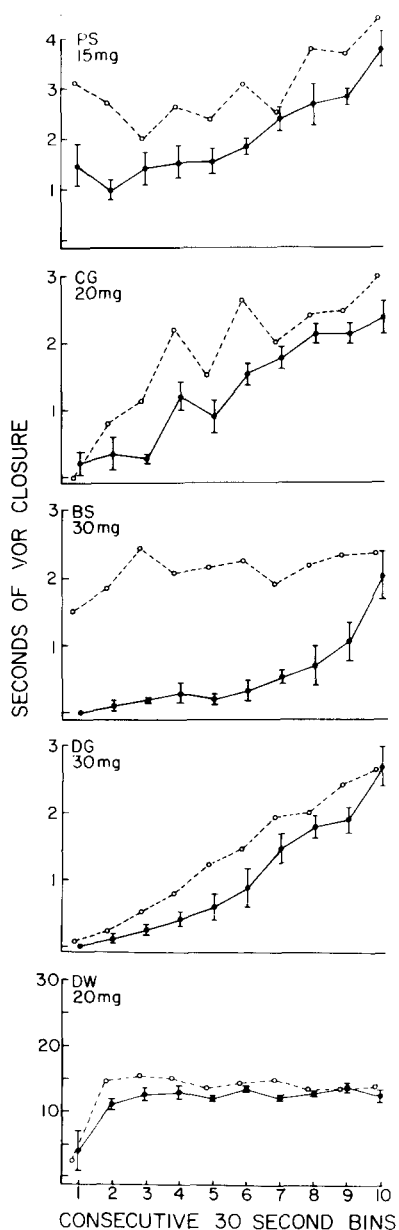 4
PS
15mg
3
2
1
3
CG
20mg
2
1
3
BS
30mg
2
1
3
DG
30mg
2
1
30
DW
20mg
20
10
SECONDS OF VOR CLOSURE
1 2 3 4 5 6 7 8 9 10
CONSECUTIVE 30 SECOND BINS